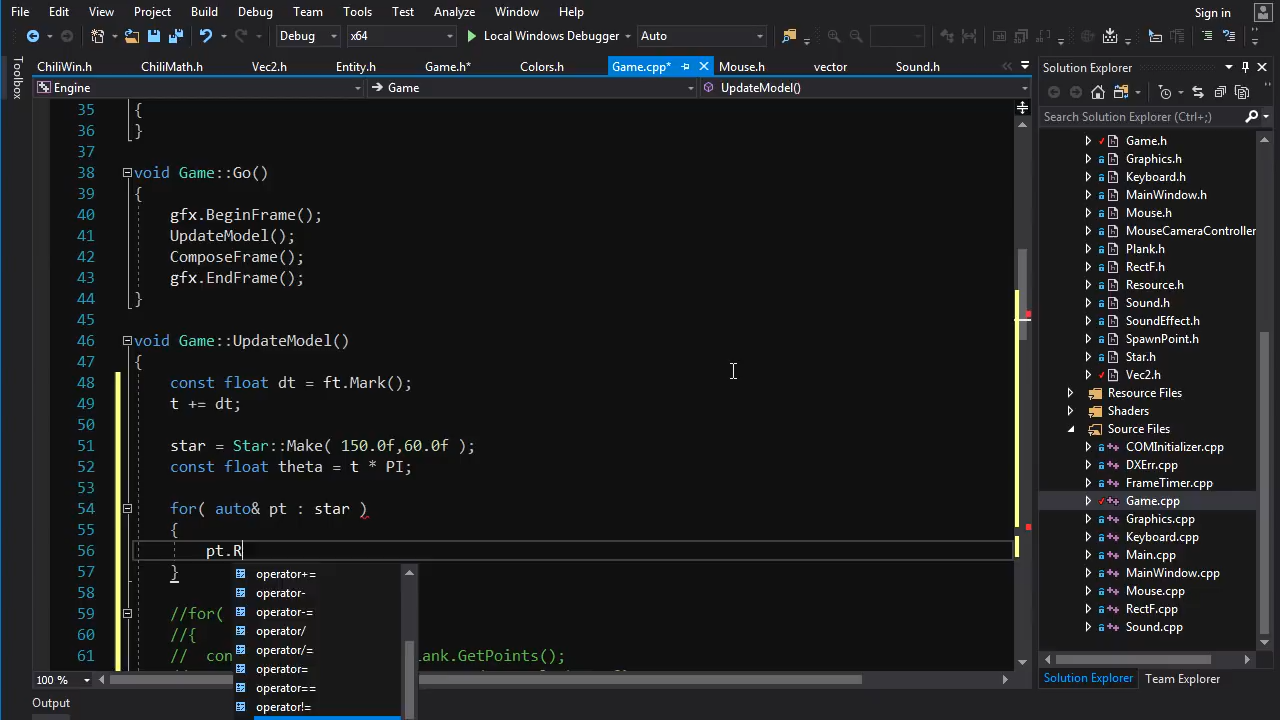 File Edit View Project Build Debug Team Tools Test Analyze Window Help
Sign in
Debug x64 Local Windows Debugger Auto
Toolbox
ChiliWin.h ChiliMath.h Vec2.h Entity.h Game.h* Colors.h Game.cpp* Mouse.h vector Sound.h
Engine Game UpdateModel()
35 {
36 }
37
38 void Game::Go()
39 {
40 gfx.BeginFrame();
41 UpdateModel();
42 ComposeFrame();
43 gfx.EndFrame();
44 }
45
46 void Game::UpdateModel()
47 {
48 const float dt = ft.Mark();
49 t += dt;
50
51 star = Star::Make( 150.0f,60.0f );
52 const float theta = t * PI;
53
54 for( auto& pt : star )
55 {
56 pt.R
57 }
58
59 //for(
60 //{
61 // con lank.GetPoints();
operator+=
operator-
operator-=
operator/
operator/=
operator=
operator==
operator!=
100 %
Output
Solution Explorer
Search Solution Explorer (Ctrl+;)
Game.h
Graphics.h
Keyboard.h
MainWindow.h
Mouse.h
MouseCameraController
Plank.h
RectF.h
Resource.h
Sound.h
SoundEffect.h
SpawnPoint.h
Star.h
Vec2.h
Resource Files
Shaders
Source Files
COMInitializer.cpp
DXErr.cpp
FrameTimer.cpp
Game.cpp
Graphics.cpp
Keyboard.cpp
Main.cpp
MainWindow.cpp
Mouse.cpp
RectF.cpp
Sound.cpp
Solution Explorer Team Explorer